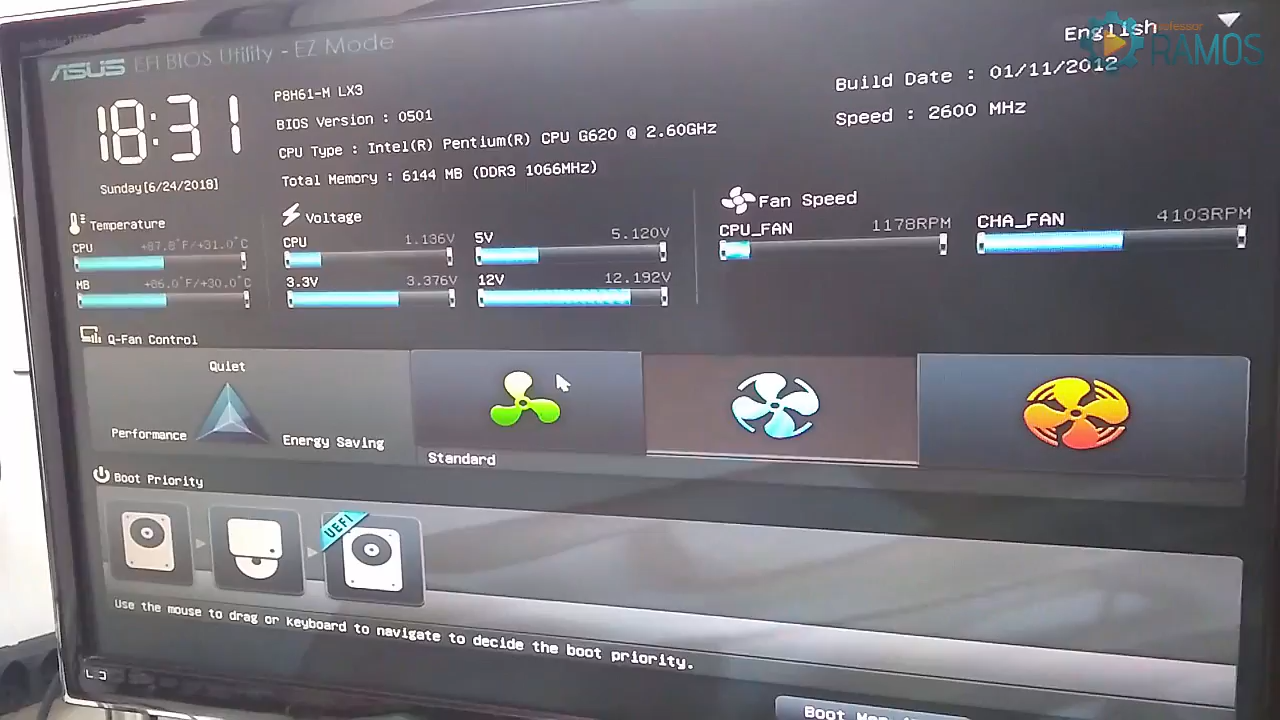 English
Professor
RAMOS
ASUS EFI BIOS Utility - EZ Mode
18:31
Sunday[6/24/2018]
P8H61-M LX3
BIOS Version : 0501
CPU Type : Intel(R) Pentium(R) CPU G620 @ 2.60GHz
Total Memory : 6144 MB (DDR3 1066MHz)
Build Date : 01/11/2012
Speed : 2600 MHz
Temperature
CPU +87.8°F/+31.0°C
MB +86.0°F/+30.0°C
Voltage
CPU 1.136V
5V 5.120V
3.3V 3.376V
12V 12.192V
Fan Speed
CPU_FAN 1178RPM
CHA_FAN 4103RPM
Q-Fan Control
Quiet
Performance
Energy Saving
Standard
Boot Priority
UEFI
Use the mouse to drag or keyboard to navigate to decide the boot priority.
Boot